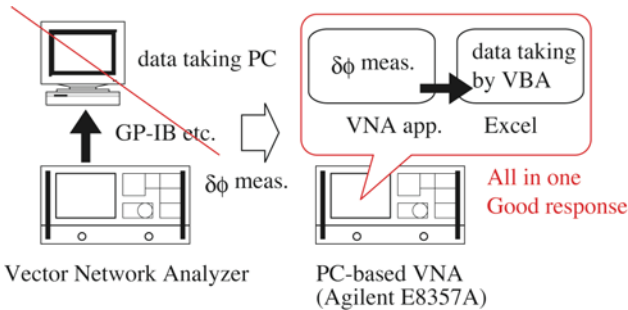 data taking PC
GP-IB etc.
δϕ meas.
Vector Network Analyzer
δϕ meas.
data taking
by VBA
VNA app.
Excel
All in one
Good response
PC-based VNA
(Agilent E8357A)